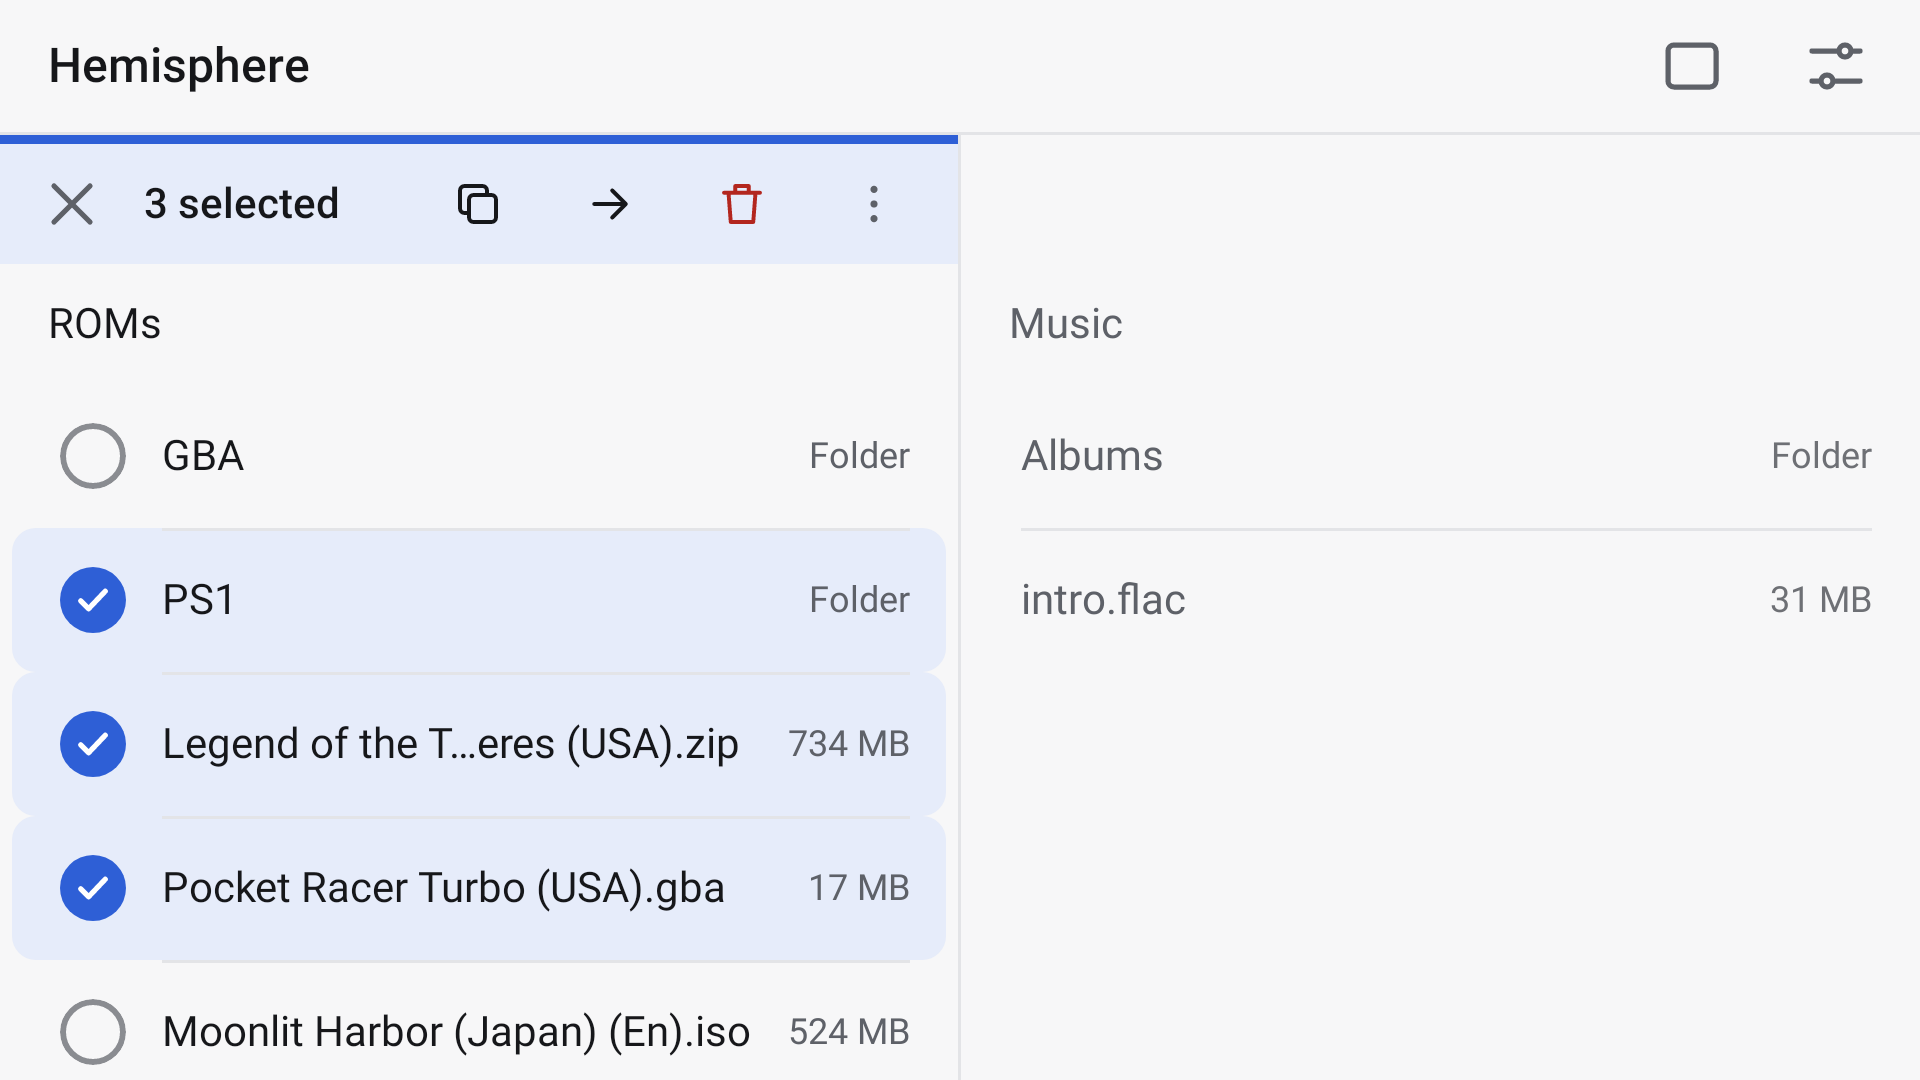 Hemisphere
3 selected
ROMs
GBA Folder
PS1 Folder
Legend of the T...eres (USA).zip 734 MB
Pocket Racer Turbo (USA).gba 17 MB
Moonlit Harbor (Japan) (En).iso 524 MB
Music
Albums Folder
intro.flac 31 MB